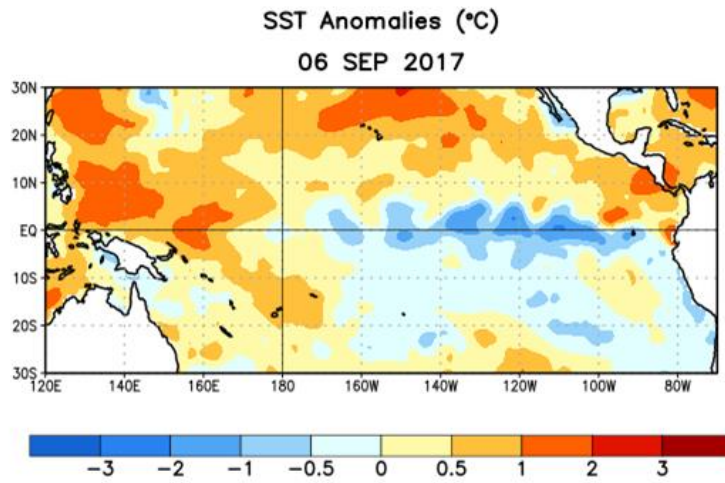 SST Anomalies (°C)
06 SEP 2017
30N
20N
10N
EQ
10S
20S
30S
120E 140E 160E 180 160W 140W 120W 100W 80W
−3 −2 −1 −0.5 0 0.5 1 2 3